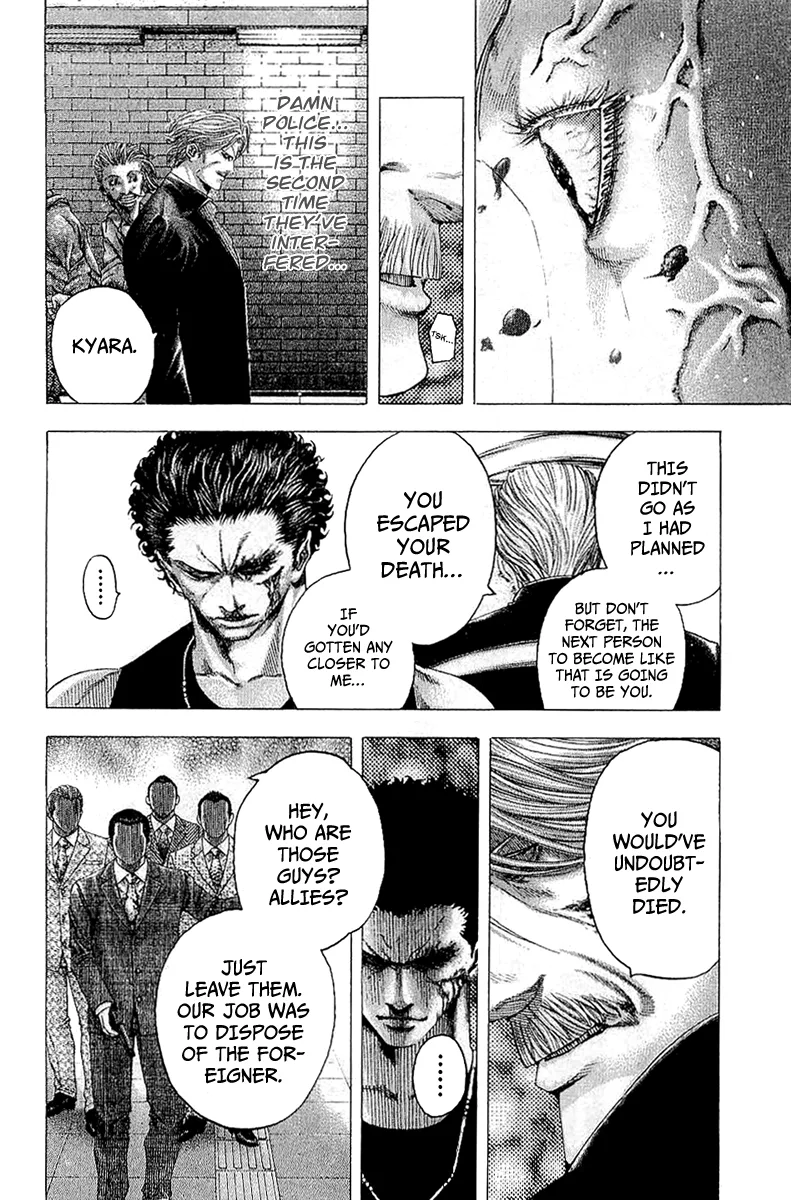 TSK...
DAMN
POLICE...
THIS
IS THE
SECOND
TIME
THEY'VE
INTER-
FERED...
KYARA.
THIS
DIDN'T
GO AS
I HAD
PLANNED
...
BUT DON'T
FORGET, THE
NEXT PERSON
TO BECOME LIKE
THAT IS GOING
TO BE YOU.
YOU
ESCAPED
YOUR
DEATH...
IF
YOU'D
GOTTEN ANY
CLOSER TO
ME...
.....
YOU
WOULD'VE
UNDOUBT-
EDLY
DIED.
.....
HEY,
WHO ARE
THOSE
GUYS?
ALLIES?
JUST
LEAVE THEM.
OUR JOB WAS
TO DISPOSE
OF THE FOR-
EIGNER.